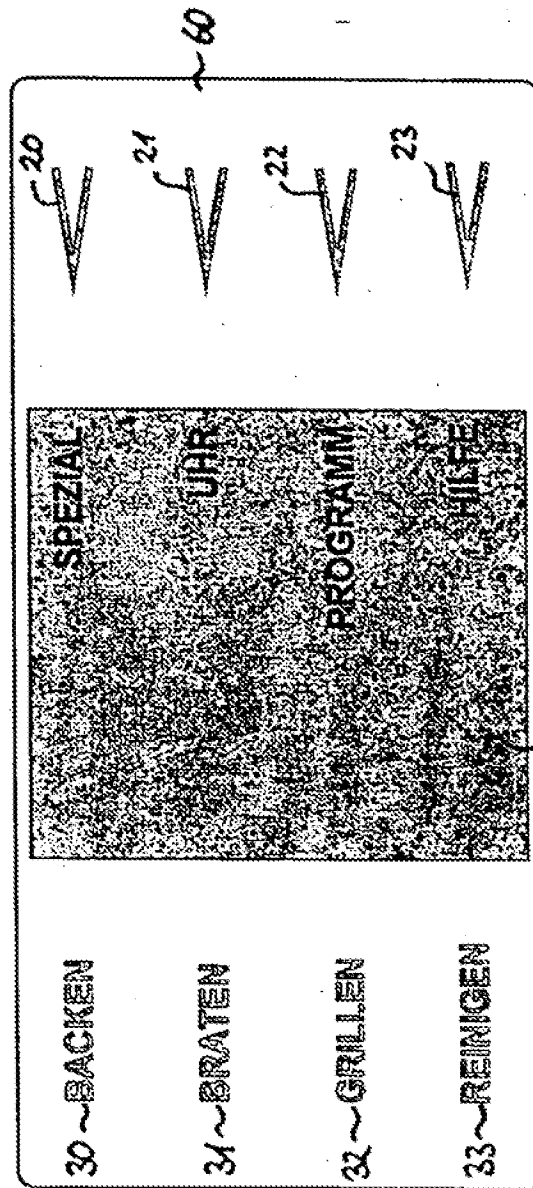 60
30 BACKEN SPEZIAL 20
31 BRATEN UHR 21
32 GRILLEN PROGRAMM 22
33 REINIGEN HILFE 23